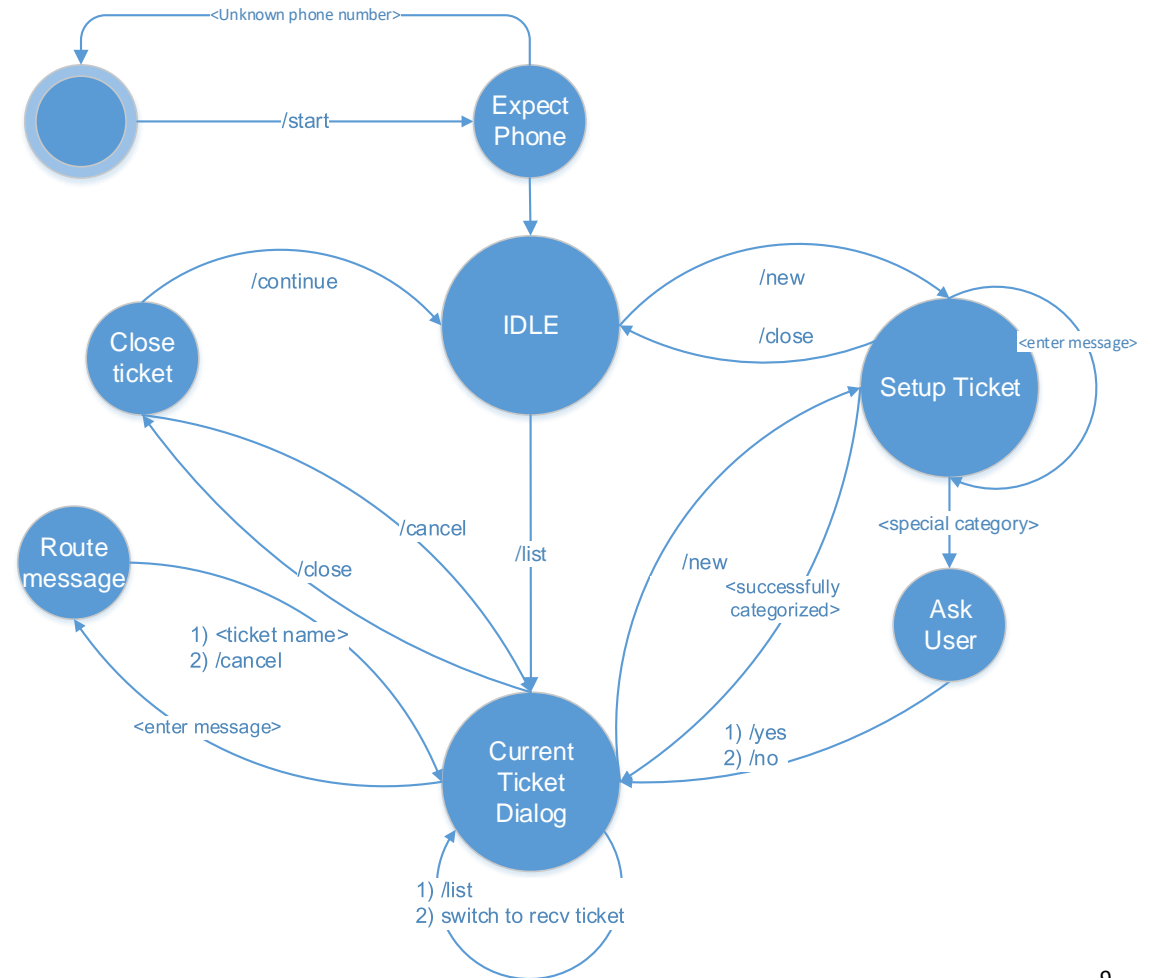 <Unknown phone number>
Expect
Phone
/start
/continue
IDLE
/new
/close
Close
ticket
<enter message>
Setup Ticket
/cancel
/list
<special category>
Route
message
/close
/new
<successfully
categorized>
Ask
User
1) <ticket name>
2) /cancel
<enter message>
1) /yes
2) /no
Current
Ticket
Dialog
1) /list
2) switch to recv ticket